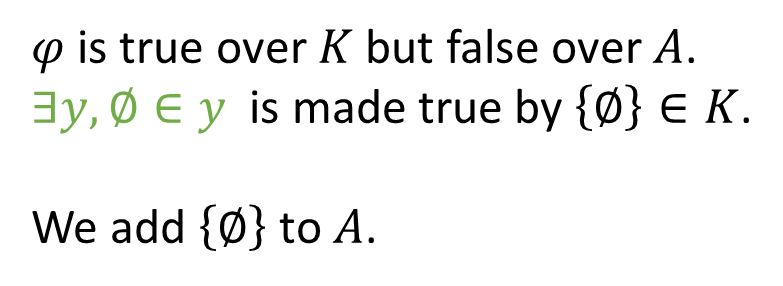 φ is true over K but false over A.
∃y, ∅ ∈ y is made true by {∅} ∈ K.
We add {∅} to A.